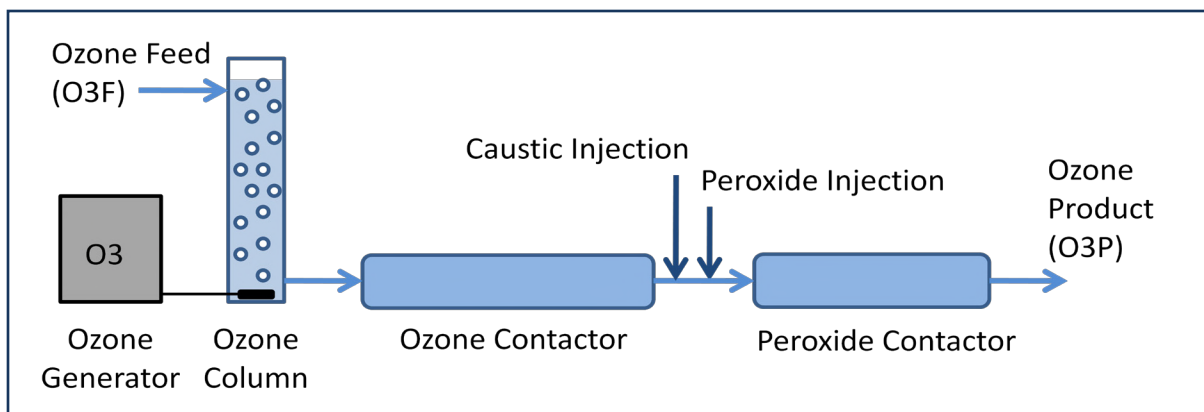 Ozone Feed
(O3F)
Caustic Injection
Peroxide Injection
Ozone
Product
(O3P)
O3
Ozone
Generator
Ozone
Column
Ozone Contactor
Peroxide Contactor